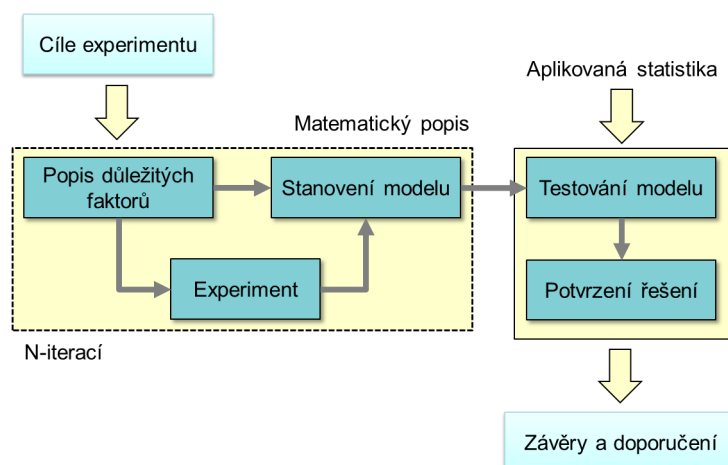 Cíle experimentu
Aplikovaná statistika
Matematický popis
Popis důležitých
faktorů
Stanovení modelu
Testování modelu
Experiment
Potvrzení řešení
N-iterací
Závěry a doporučení